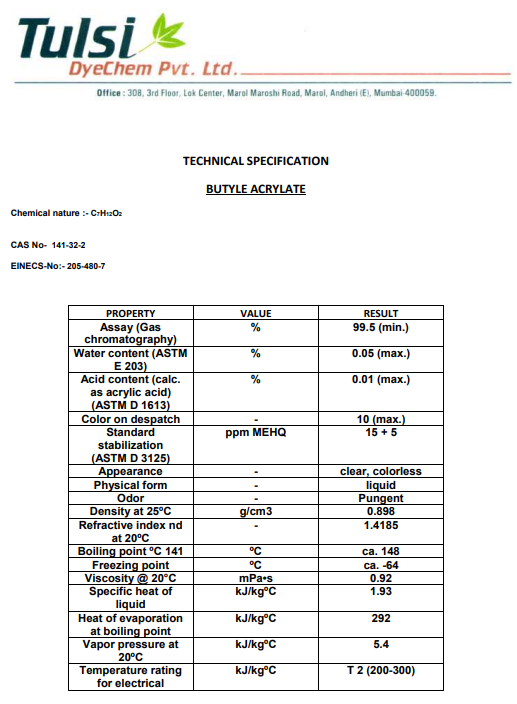 Tulsi
DyeChem Pvt. Ltd.
Office : 308, 3rd Floor, Lok Center, Marol Maroshi Road, Marol, Andheri (E), Mumbai-400059.
TECHNICAL SPECIFICATION
BUTYLE ACRYLATE
Chemical nature :- C7H12O2
CAS No- 141-32-2
EINECS-No:- 205-480-7
PROPERTY VALUE RESULT
Assay (Gas
chromatography) % 99.5 (min.)
Water content (ASTM
E 203) % 0.05 (max.)
Acid content (calc.
as acrylic acid)
(ASTM D 1613) % 0.01 (max.)
Color on despatch - 10 (max.)
Standard
stabilization
(ASTM D 3125) ppm MEHQ 15 + 5
Appearance - clear, colorless
Physical form - liquid
Odor - Pungent
Density at 25ºC g/cm3 0.898
Refractive index nd
at 20ºC - 1.4185
Boiling point ºC 141 ºC ca. 148
Freezing point ºC ca. -64
Viscosity @ 20°C mPa•s 0.92
Specific heat of
liquid kJ/kgºC 1.93
Heat of evaporation
at boiling point kJ/kgºC 292
Vapor pressure at
20ºC kJ/kgºC 5.4
Temperature rating
for electrical kJ/kgºC T 2 (200-300)